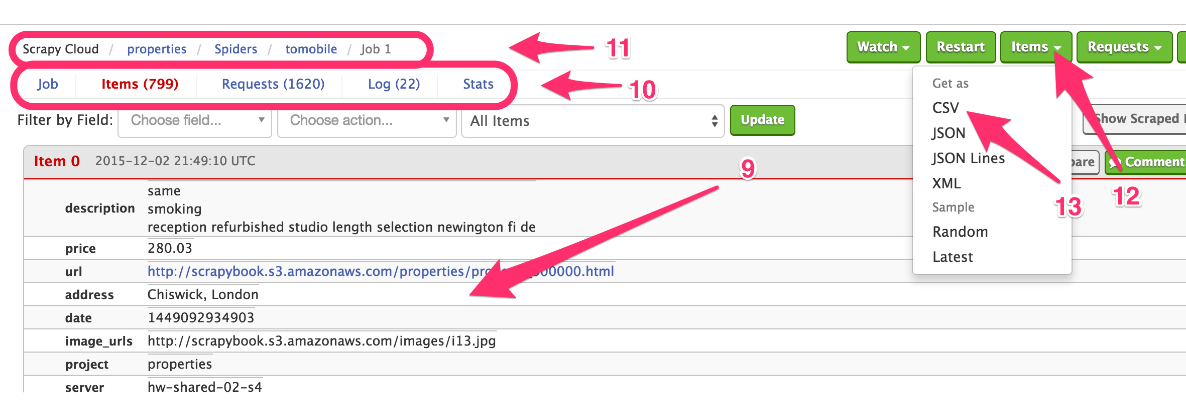 Scrapy Cloud / properties / Spiders / tomobile / Job 1
11
Watch Restart Items Requests
Job Items (799) Requests (1620) Log (22) Stats
10
Get as
CSV
JSON
JSON Lines
XML
Sample
Random
Latest
13
12
Show Scraped
Comment
Filter by Field: Choose field... Choose action... All Items Update
Item 0 2015-12-02 21:49:10 UTC
9
same
description smoking
reception refurbished studio length selection newington fi de
price 280.03
url http://scrapybook.s3.amazonaws.com/properties/
address Chiswick, London
date 1449092934903
image_urls http://scrapybook.s3.amazonaws.com/images/i13.jpg
project properties
server hw-shared-02-s4